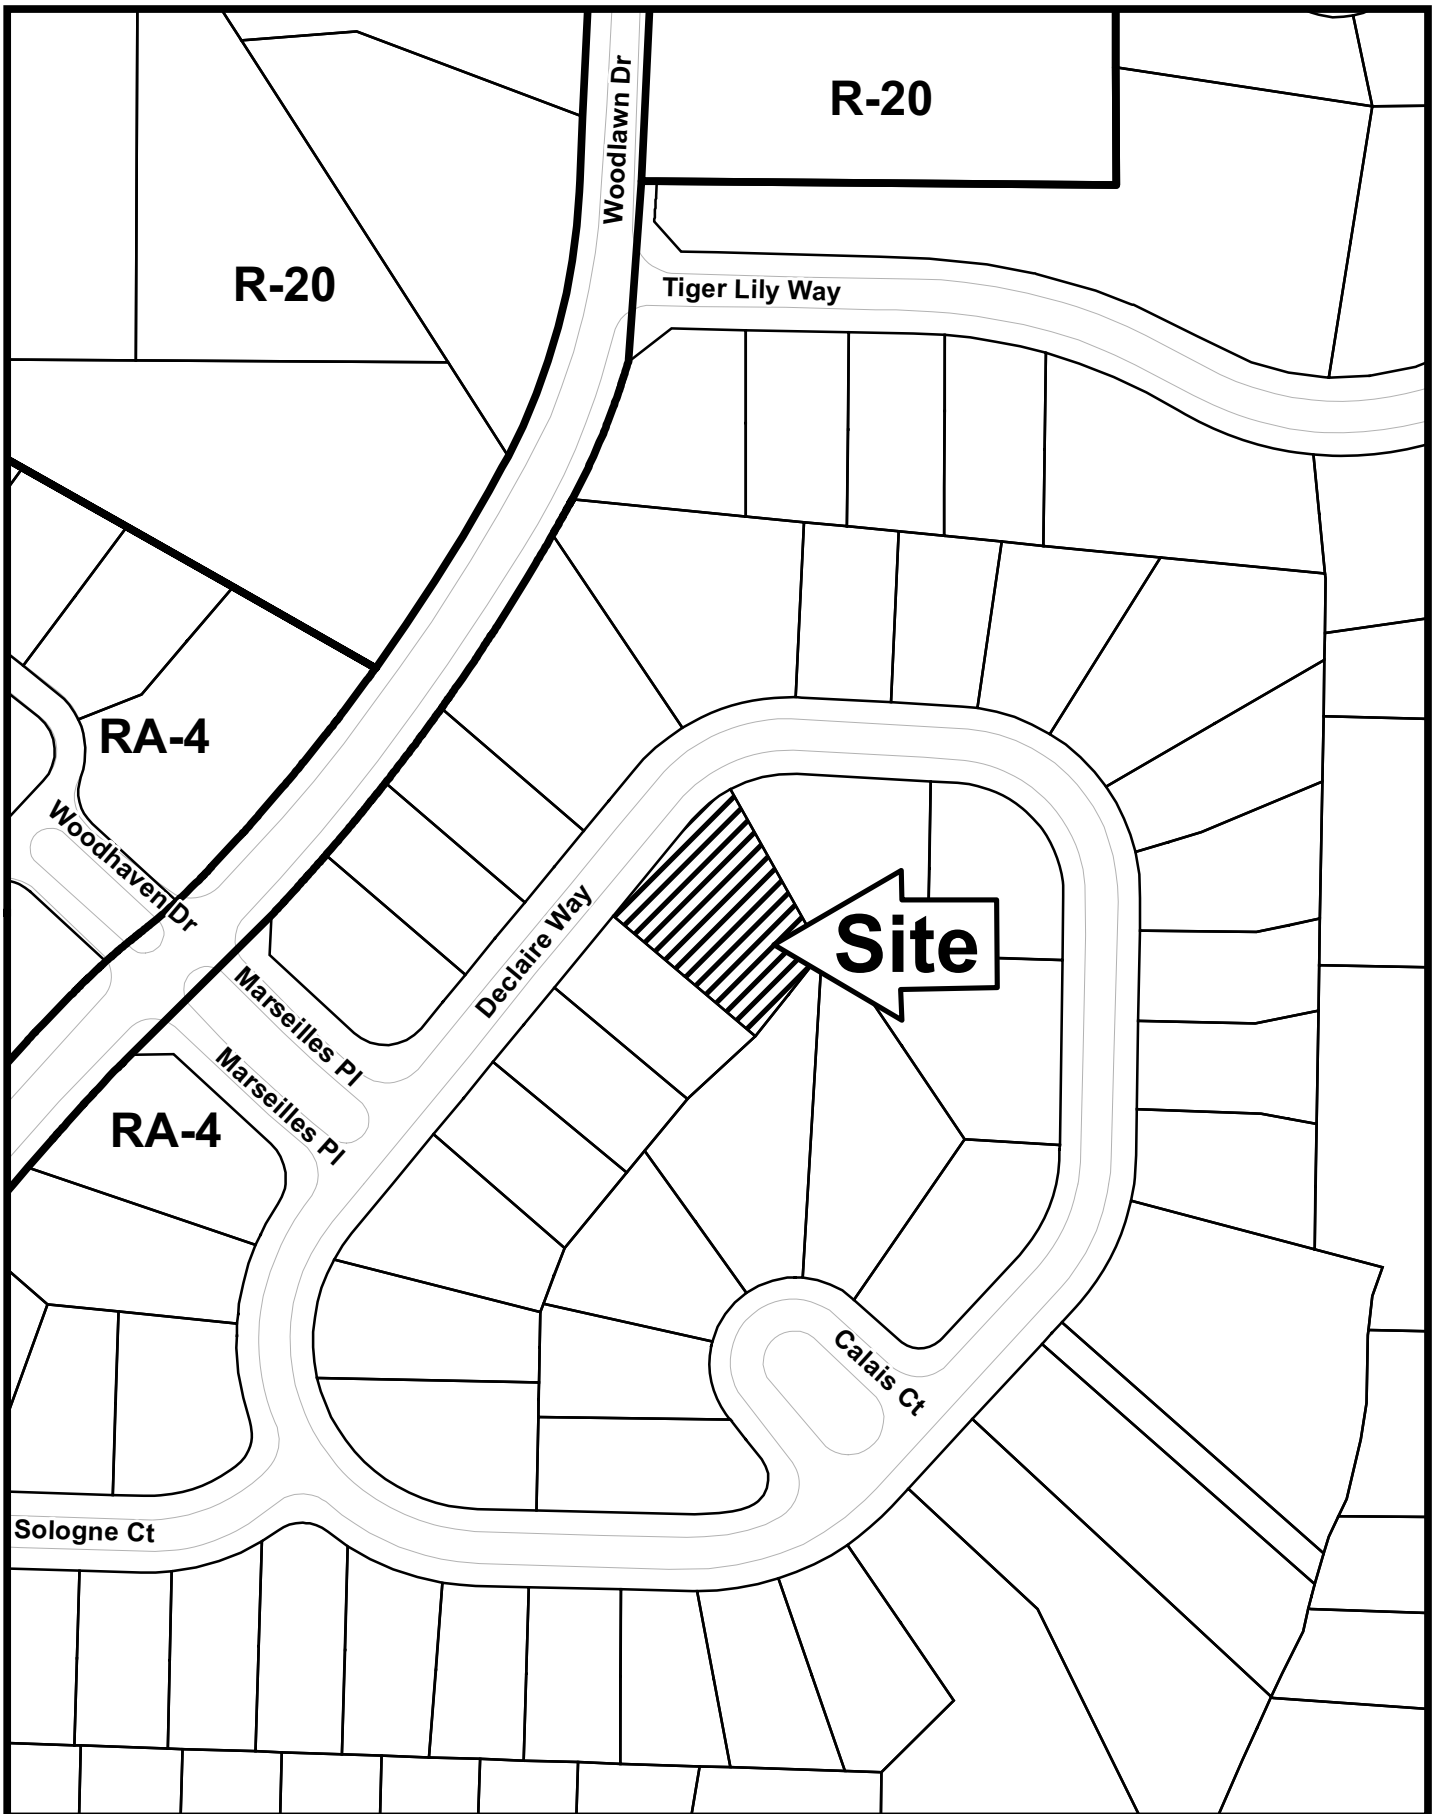 Woodlawn Dr
R-20
R-20
Tiger Lily Way
RA-4
Woodhaven Dr
Declaire Way
Site
Marseilles Pl
Marseilles Pl
RA-4
Calais Ct
Sologne Ct